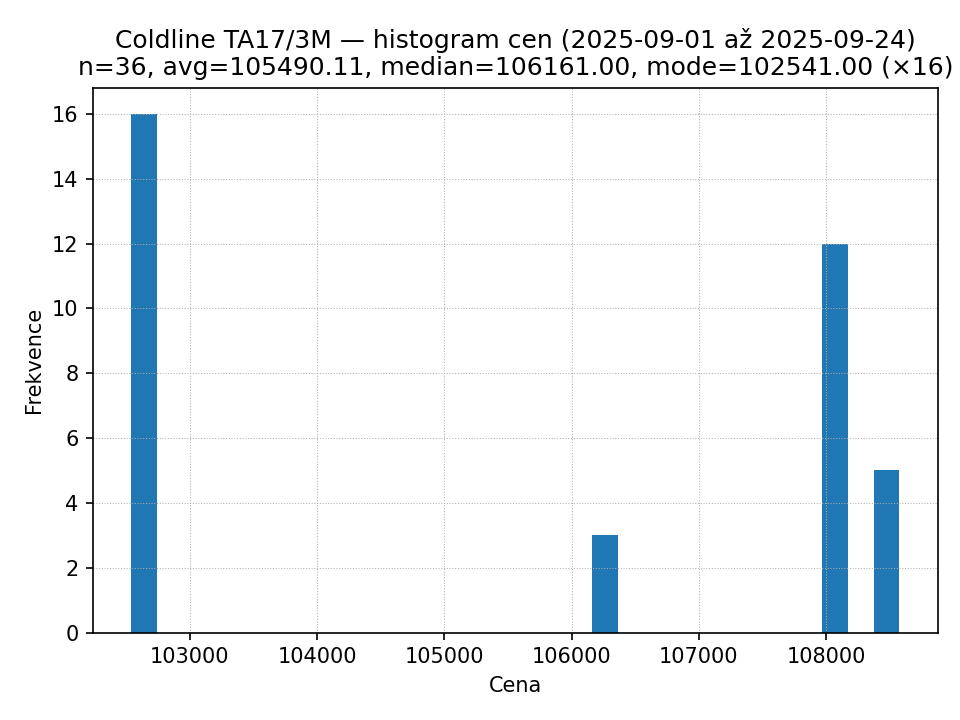 Coldline TA17/3M — histogram cen (2025-09-01 až 2025-09-24)
n=36, avg=105490.11, median=106161.00, mode=102541.00 (×16)
16
14
12
10
8
6
4
2
0
Frekvence
103000 104000 105000 106000 107000 108000
Cena